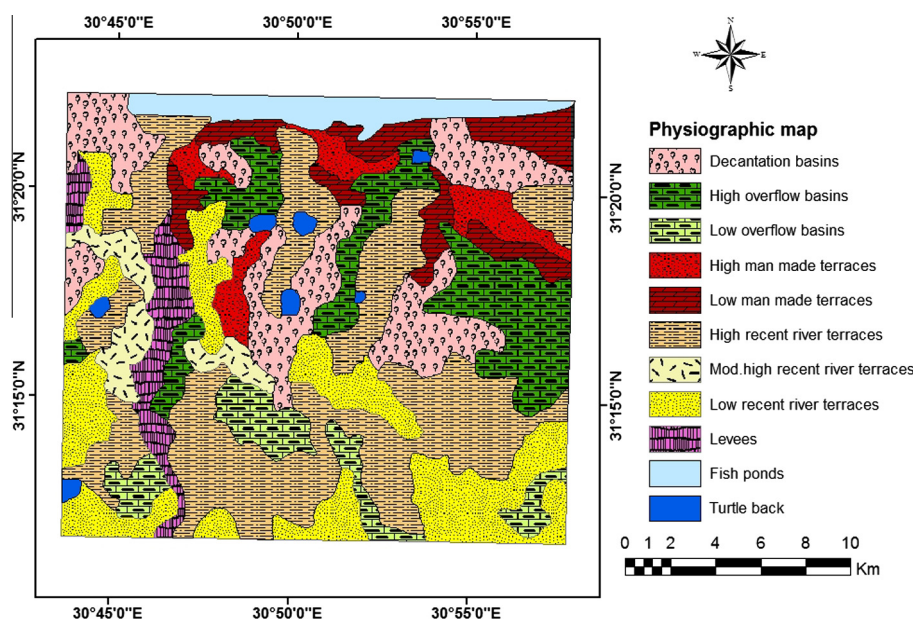 30°45'0"E 30°50'0"E 30°55'0"E
N
W E
S
31°20'0"N
31°15'0"N
31°20'0"N
31°15'0"N
30°45'0"E 30°50'0"E 30°55'0"E
Physiographic map
Decantation basins
High overflow basins
Low overflow basins
High man made terraces
Low man made terraces
High recent river terraces
Mod.high recent river terraces
Low recent river terraces
Levees
Fish ponds
Turtle back
0 1 2 4 6 8 10
Km